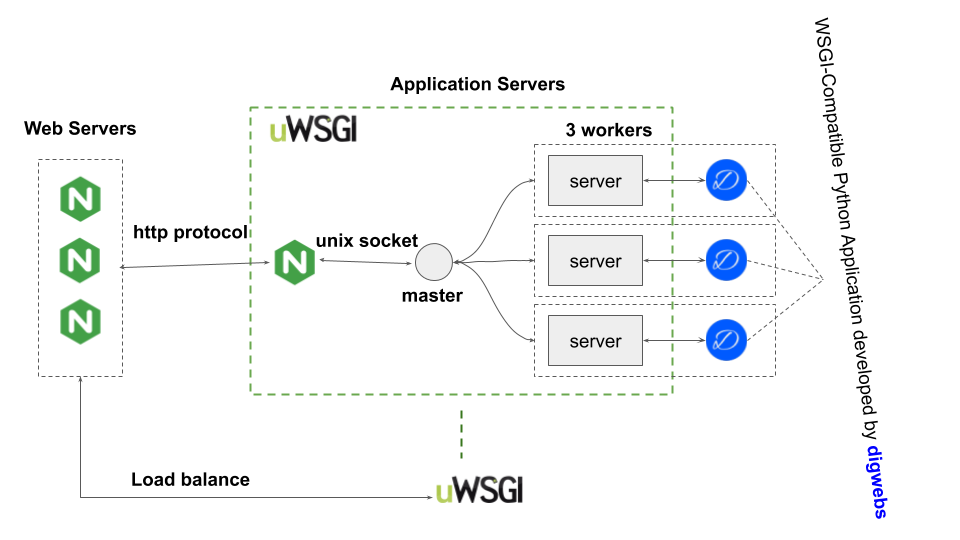 Application Servers
Web Servers
uWSGI
3 workers
server
http protocol
unix socket
server
master
server
Load balance
uWSGI
WSGI-Compatible Python Application developed by digwebs
N
N
N
N
D
D
D